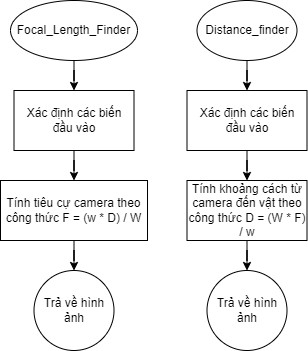 Focal_Length_Finder
Xác định các biến
đầu vào
Tính tiêu cự camera theo
công thức F = (w * D) / W
Trả về hình
ảnh
Distance_finder
Xác định các biến
đầu vào
Tính khoảng cách từ
camera đến vật theo
công thức D = (W * F)
/ w
Trả về hình
ảnh